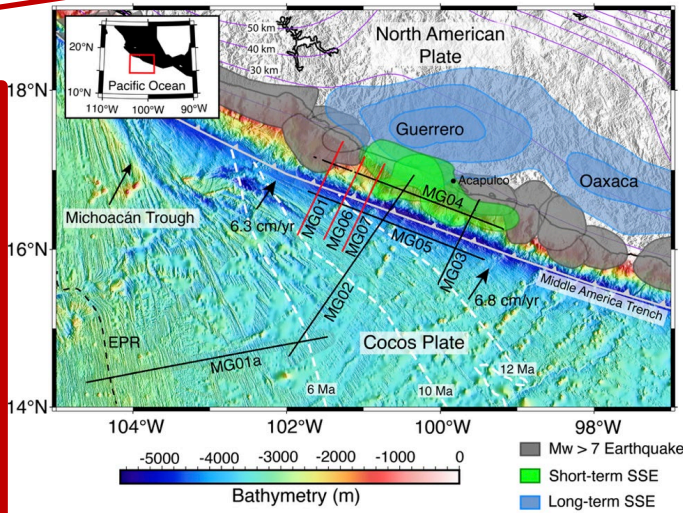 20°N
10°N
110°W
100°W
90°W
Pacific Ocean
50 km
40 km
30 km
North American
Plate
18°N
16°N
14°N
Guerrero
Oaxaca
Acapulco
Michoacán Trough
6.3 cm/yr
MG01
MG06
MG07
MG04
MG05
MG03
MG02
6.8 cm/yr
Middle America Trench
EPR
Cocos Plate
MG01a
6 Ma
10 Ma
12 Ma
104°W
102°W
100°W
98°W
-5000
-4000
-3000
-2000
-1000
0
Bathymetry (m)
Mw > 7 Earthquake
Short-term SSE
Long-term SSE